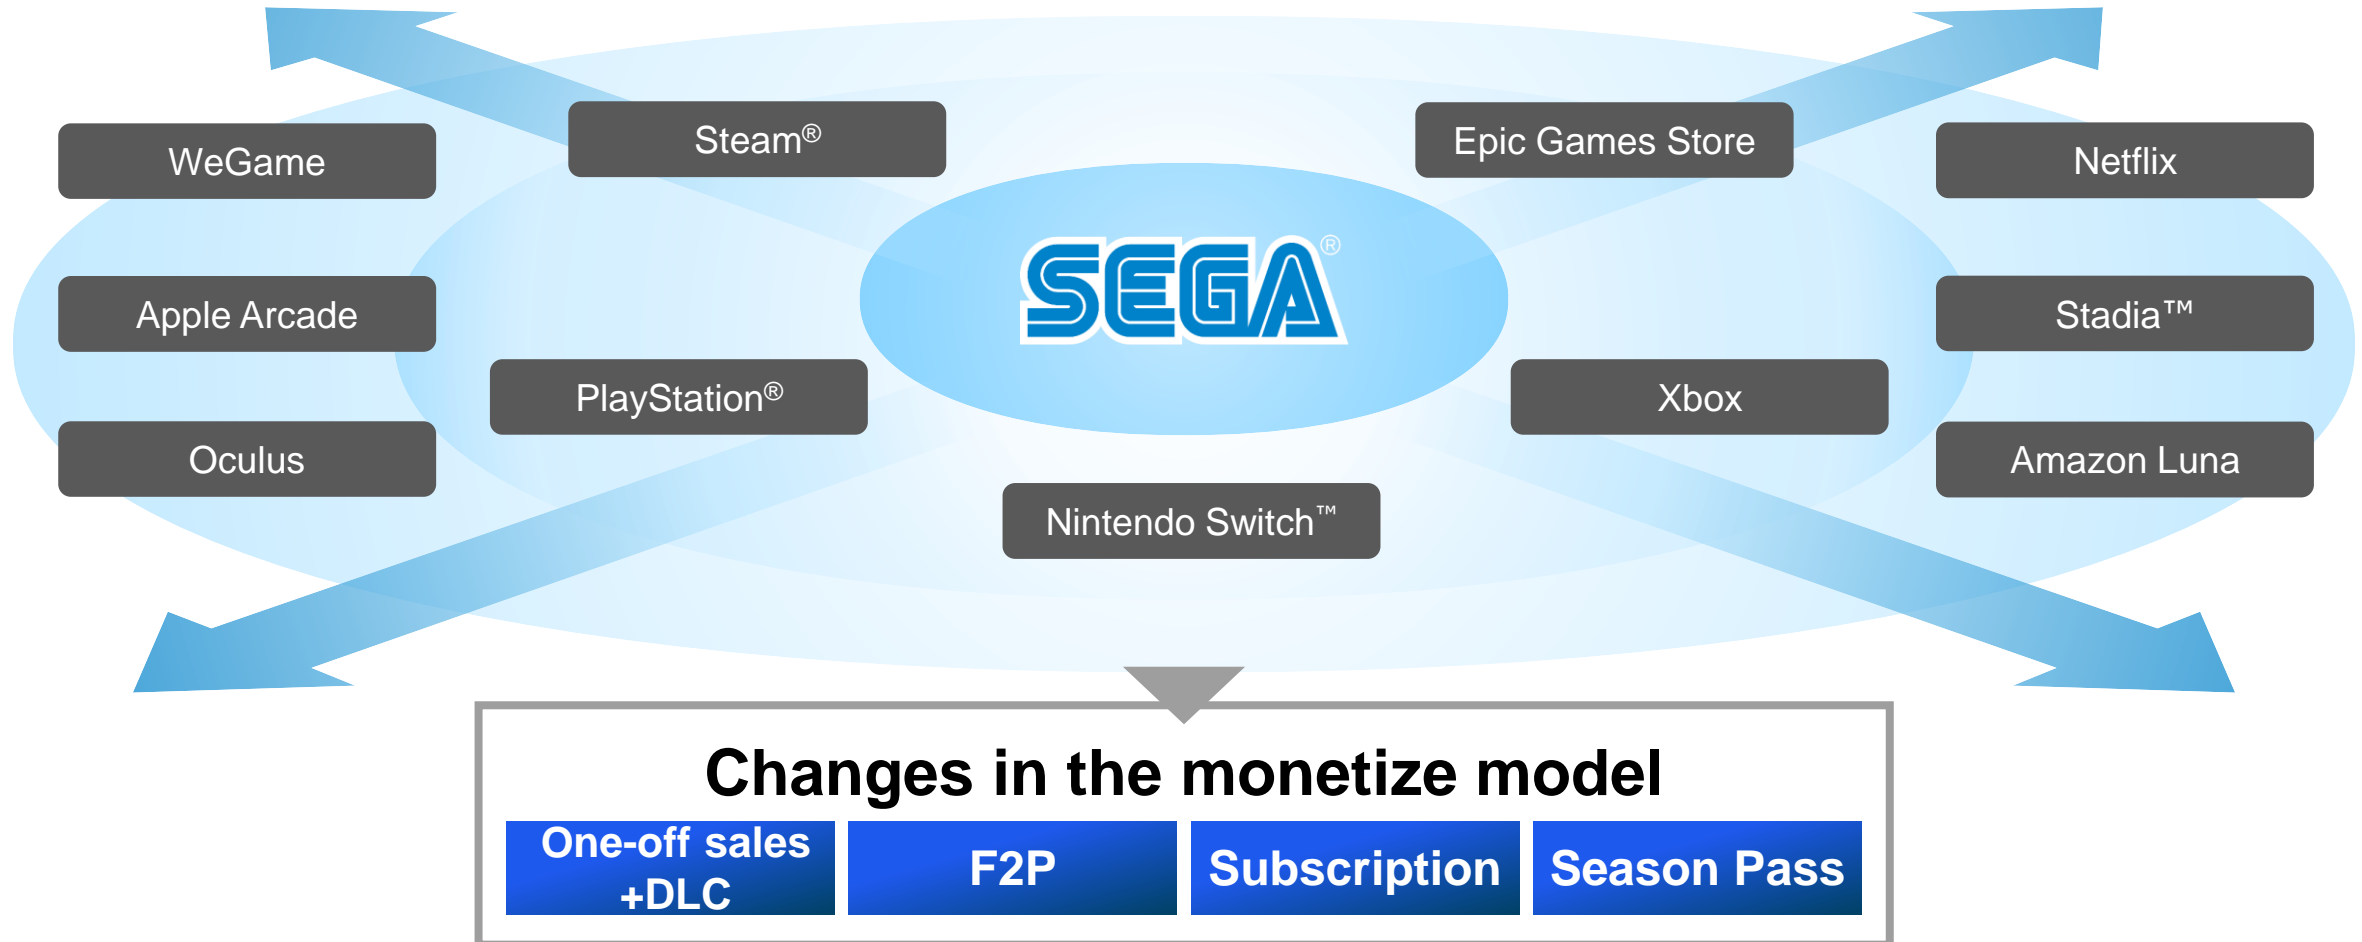 WeGame
Steam®
Epic Games Store
Netflix
SEGA®
Apple Arcade
Stadia™
PlayStation®
Xbox
Oculus
Amazon Luna
Nintendo Switch™
Changes in the monetize model
One-off sales
+DLC
F2P
Subscription
Season Pass